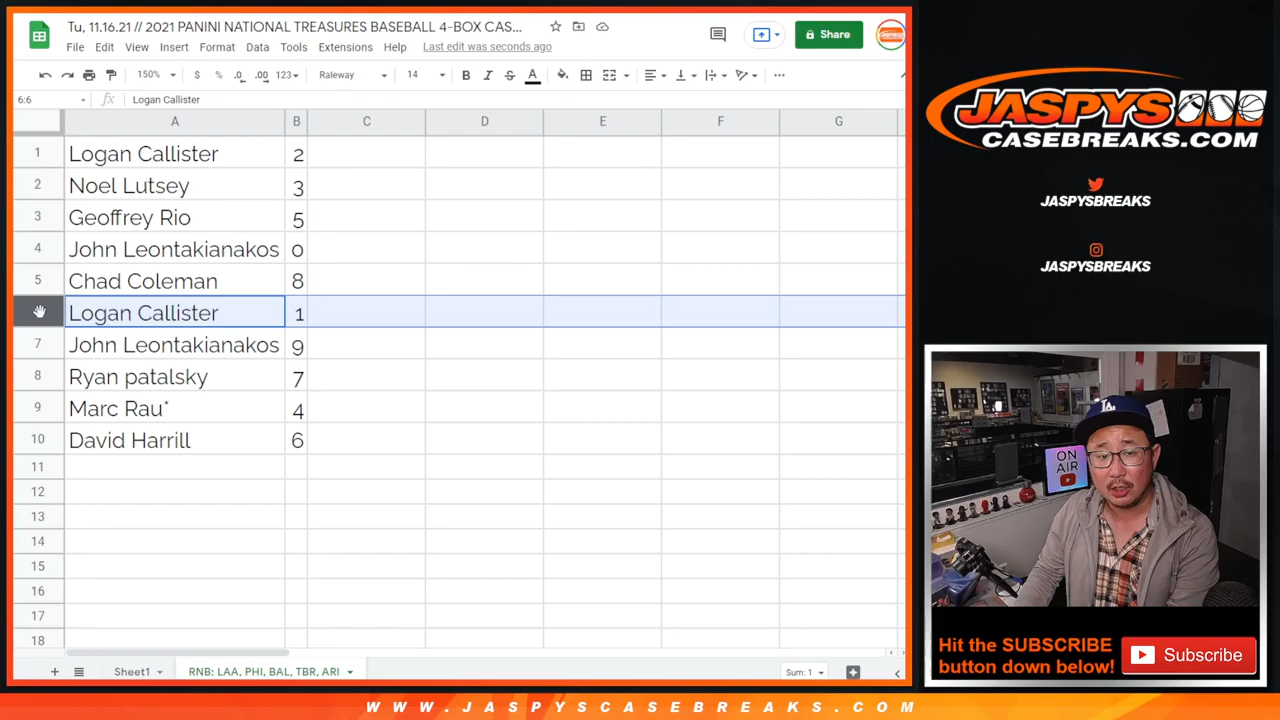 Tu, 11.16.21 // 2021 PANINI NATIONAL TREASURES BASEBALL 4-BOX CAS...
File Edit View Insert Format Data Tools Extensions Help Last edit was seconds ago
Share
150% $ % .0 .00 123 Raleway 14 B I S A
6:6 fx Logan Callister
A B C D E F G
1 Logan Callister 2
2 Noel Lutsey 3
3 Geoffrey Rio 5
4 John Leontakianakos 0
5 Chad Coleman 8
Logan Callister 1
7 John Leontakianakos 9
8 Ryan patalsky 7
9 Marc Rau* 4
10 David Harrill 6
11
12
13
14
15
16
17
18
Sheet1 RNB: LAA, PHI, BAL, TBR, ARI Sum: 1
JASPYS
CASEBREAKS.COM
JASPYSBREAKS
JASPYSBREAKS
LA
ON
AIR
Hit the SUBSCRIBE
button down below!
Subscribe
WWW.JASPYSCASEBREAKS.COM